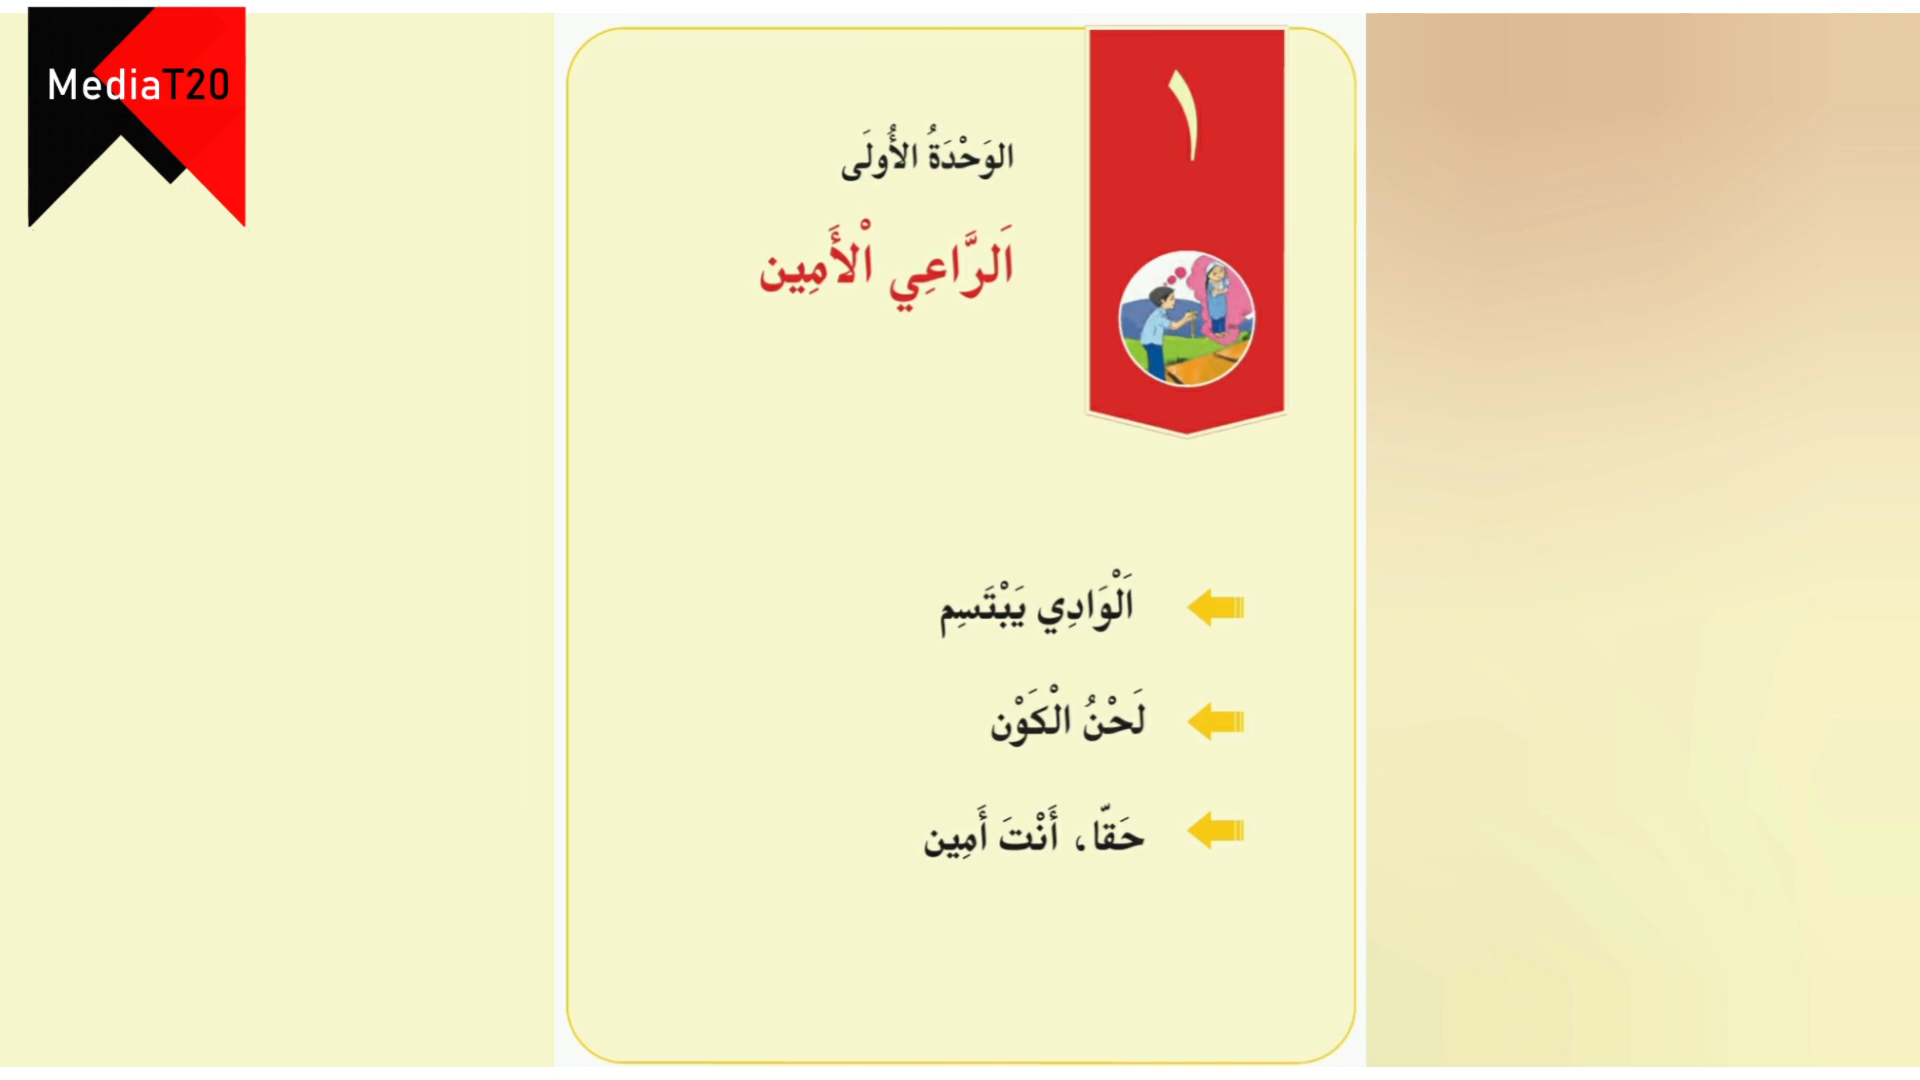 MediaT20
١
الوَحْدَةُ الأُولَى
اَلرَّاعِي الْأَمِين
اَلْوَادِي يَبْتَسِم
لَحْنُ الْكَوْن
حَقّا، أَنْتَ أَمِين